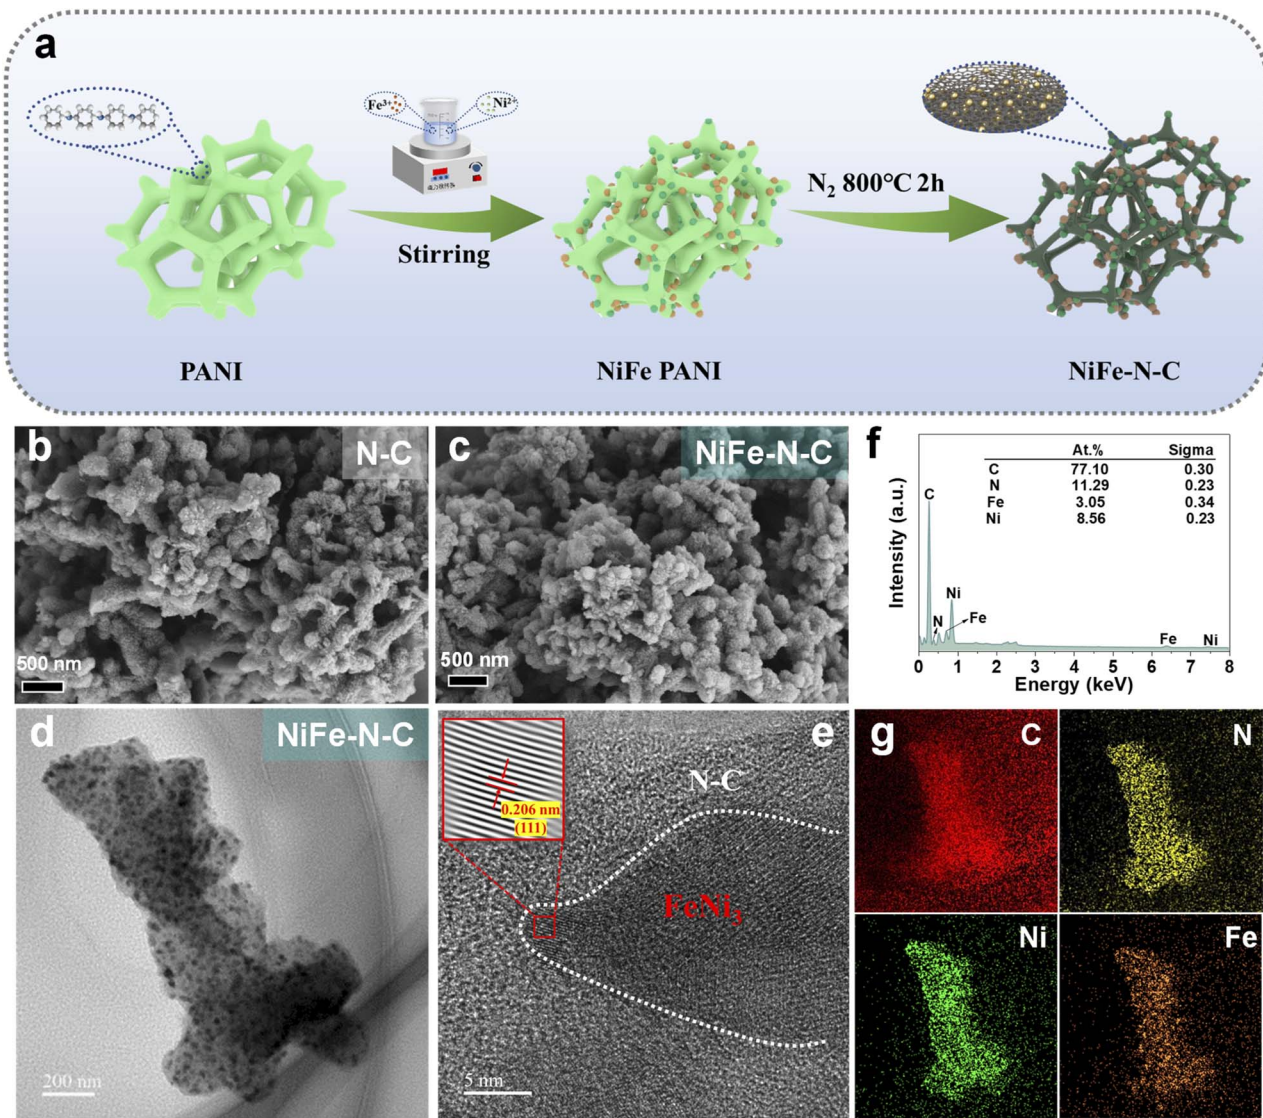 a
Fe³⁺
Ni²⁺
N₂ 800°C 2h
Stirring
PANI
NiFe PANI
NiFe-N-C
b
N-C
500 nm
c
NiFe-N-C
500 nm
f
At.% Sigma
C 77.10 0.30
N 11.29 0.23
Fe 3.05 0.34
Ni 8.56 0.23
C
N
Ni
Fe
Fe
Ni
Intensity (a.u.)
0 1 2 3 4 5 6 7 8
Energy (keV)
d
NiFe-N-C
200 nm
e
N-C
0.206 nm
(111)
FeNi₃
5 nm
g
C
N
Ni
Fe